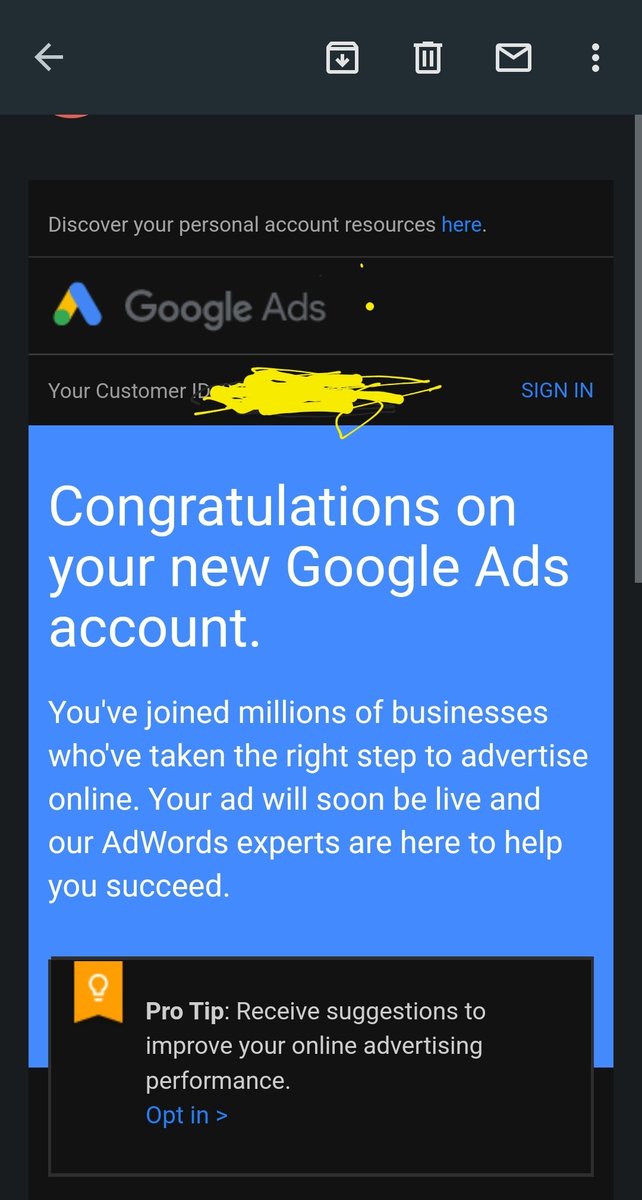 Discover your personal account resources here.
Google Ads
Your Customer ID
SIGN IN
Congratulations on
your new Google Ads
account.
You've joined millions of businesses
who've taken the right step to advertise
online. Your ad will soon be live and
our AdWords experts are here to help
you succeed.
Pro Tip: Receive suggestions to
improve your online advertising
performance.
Opt in >